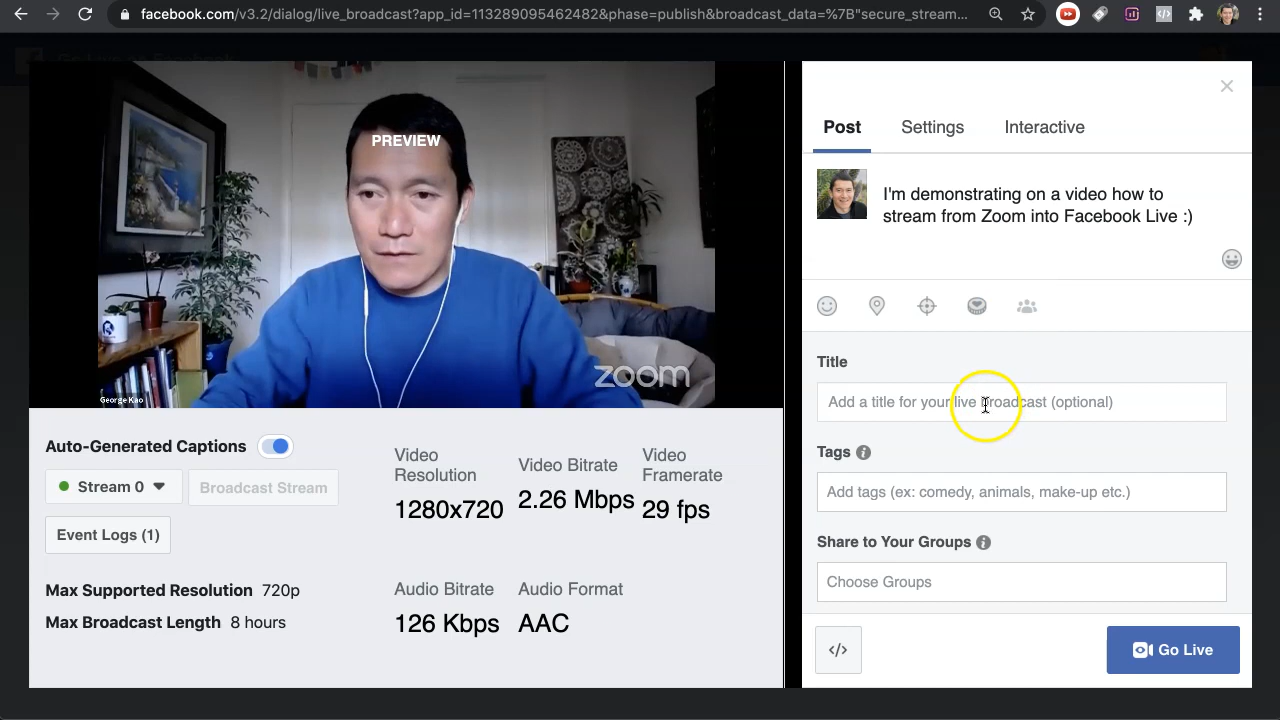 facebook.com/v3.2/dialog/live_broadcast?app_id=113289095462482&phase=publish&broadcast_data=%7B"secure_stream...
PREVIEW
zoom
George Kao
Auto-Generated Captions
Stream 0
Broadcast Stream
Event Logs (1)
Max Supported Resolution 720p
Max Broadcast Length 8 hours
Video Resolution
1280x720
Video Bitrate
2.26 Mbps
Video Framerate
29 fps
Audio Bitrate
126 Kbps
Audio Format
AAC
Post Settings Interactive
I'm demonstrating on a video how to
stream from Zoom into Facebook Live :)
Title
Add a title for your live broadcast (optional)
Tags
Add tags (ex: comedy, animals, make-up etc.)
Share to Your Groups
Choose Groups
</>
Go Live